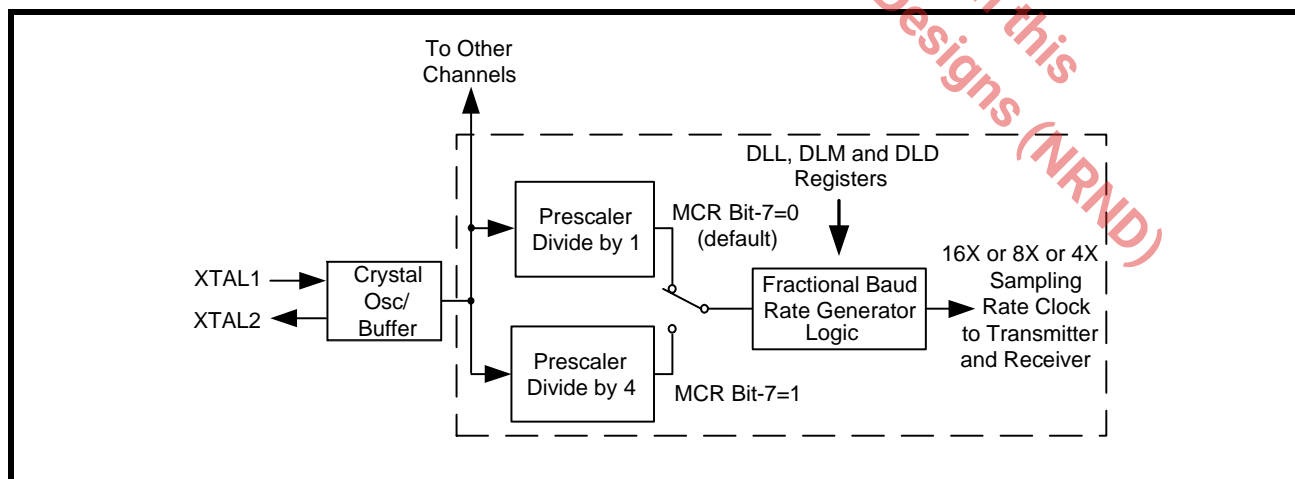 n this
Designs (NRND)
To Other
Channels
DLL, DLM and DLD
Registers
Prescaler
Divide by 1
MCR Bit-7=0
(default)
XTAL1
XTAL2
Crystal
Osc/
Buffer
Fractional Baud
Rate Generator
Logic
16X or 8X or 4X
Sampling
Rate Clock
to Transmitter
and Receiver
Prescaler
Divide by 4
MCR Bit-7=1